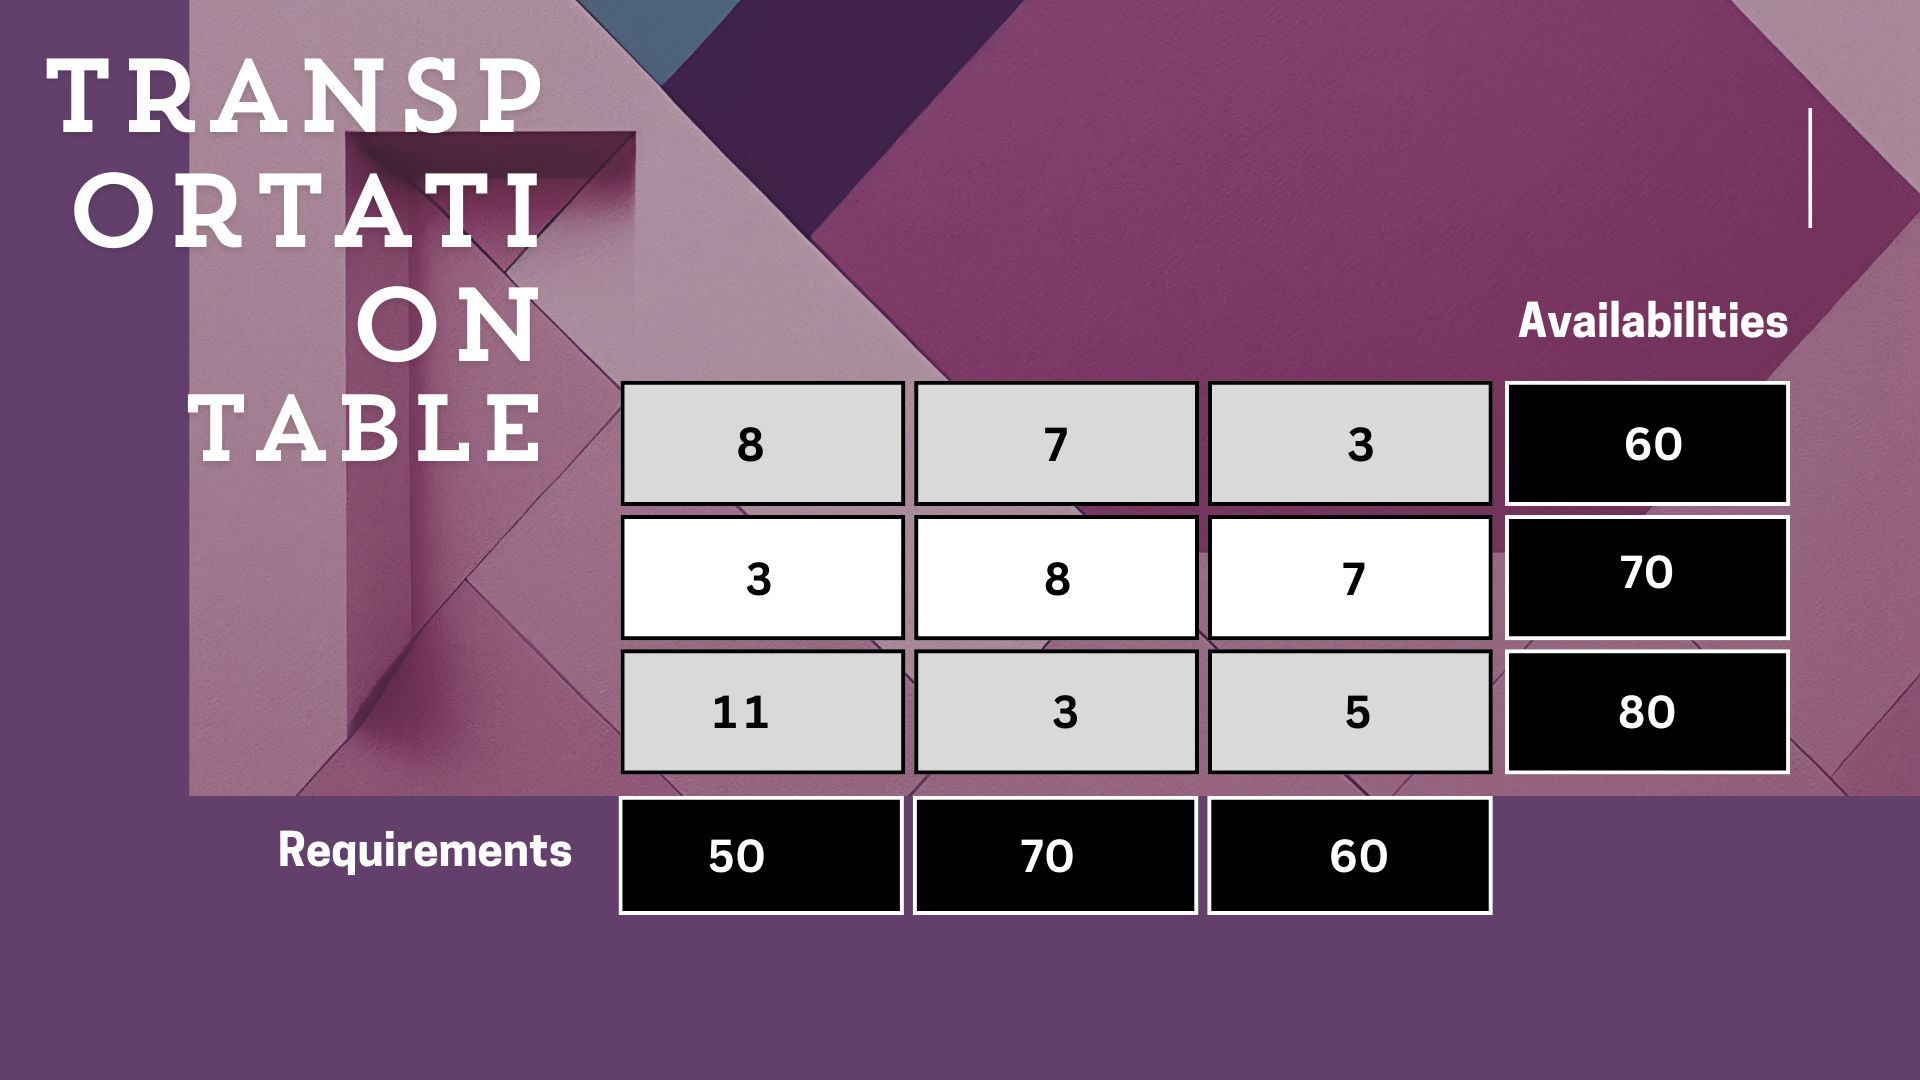 TRANSP
ORTATI
ON
TABLE
Availabilities
8 7 3 60
3 8 7 70
11 3 5 80
Requirements 50 70 60